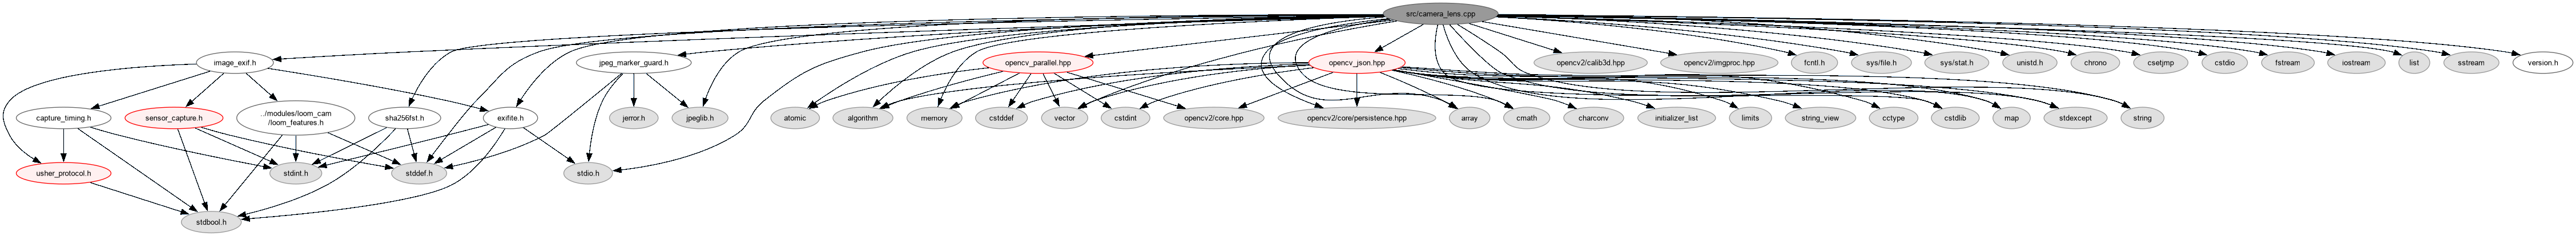 src/camera_lens.cpp
image_exif.h
jpeg_marker_guard.h
opencv_parallel.hpp
opencv_json.hpp
opencv2/calib3d.hpp
opencv2/imgproc.hpp
fcntl.h
sys/file.h
sys/stat.h
unistd.h
chrono
csetjmp
cstdio
fstream
iostream
list
sstream
version.h
capture_timing.h
sensor_capture.h
../modules/loom_cam
/loom_features.h
sha256fst.h
exifite.h
jerror.h
jpeglib.h
atomic
algorithm
memory
cstddef
vector
cstdint
opencv2/core.hpp
opencv2/core/persistence.hpp
array
cmath
charconv
initializer_list
limits
string_view
cctype
cstdlib
map
stdexcept
string
usher_protocol.h
stdint.h
stddef.h
stdio.h
stdbool.h